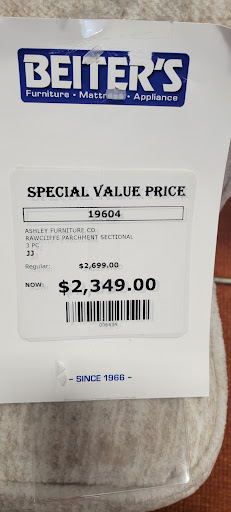 BEITER'S
Furniture • Mattress • Appliance
SPECIAL VALUE PRICE
19604
ASHLEY FURNITURE CO.
RAWCLIFFE PARCHMENT SECTIONAL
3 PC
JJ
Regular: $2,699.00
NOW: $2,349.00
- SINCE 1966 -